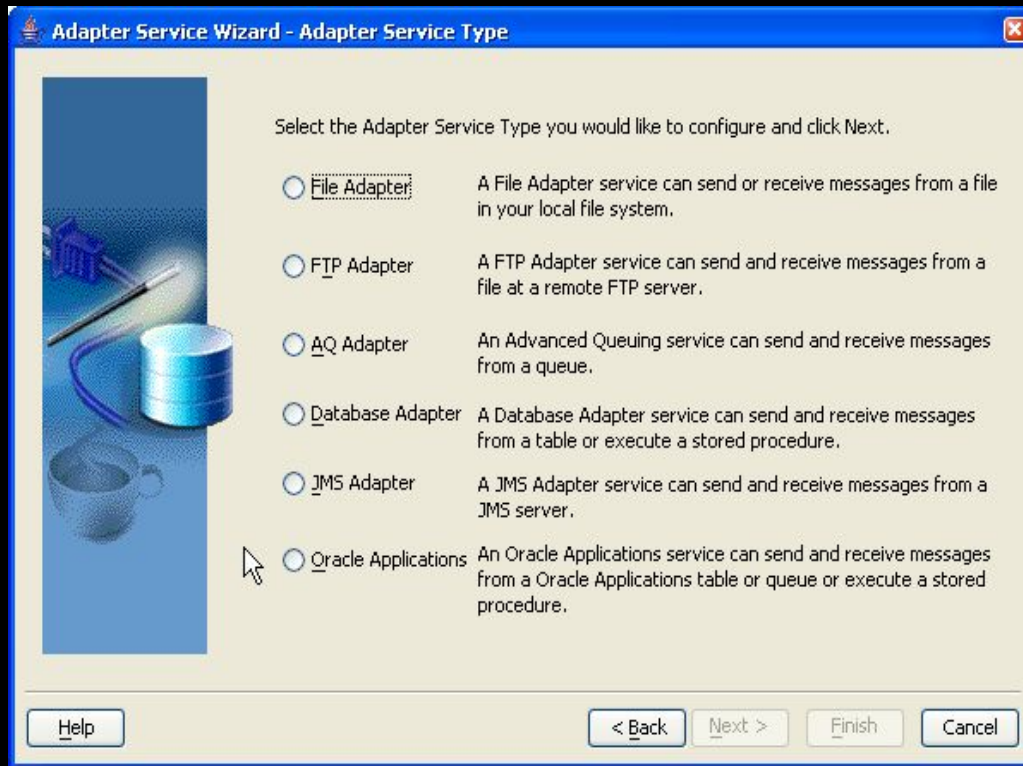 Adapter Service Wizard - Adapter Service Type
Select the Adapter Service Type you would like to configure and click Next.
File Adapter
A File Adapter service can send or receive messages from a file
in your local file system.
FTP Adapter
A FTP Adapter service can send and receive messages from a
file at a remote FTP server.
AQ Adapter
An Advanced Queuing service can send and receive messages
from a queue.
Database Adapter
A Database Adapter service can send and receive messages
from a table or execute a stored procedure.
JMS Adapter
A JMS Adapter service can send and receive messages from a
JMS server.
Oracle Applications
An Oracle Applications service can send and receive messages
from a Oracle Applications table or queue or execute a stored
procedure.
Help
< Back
Next >
Finish
Cancel